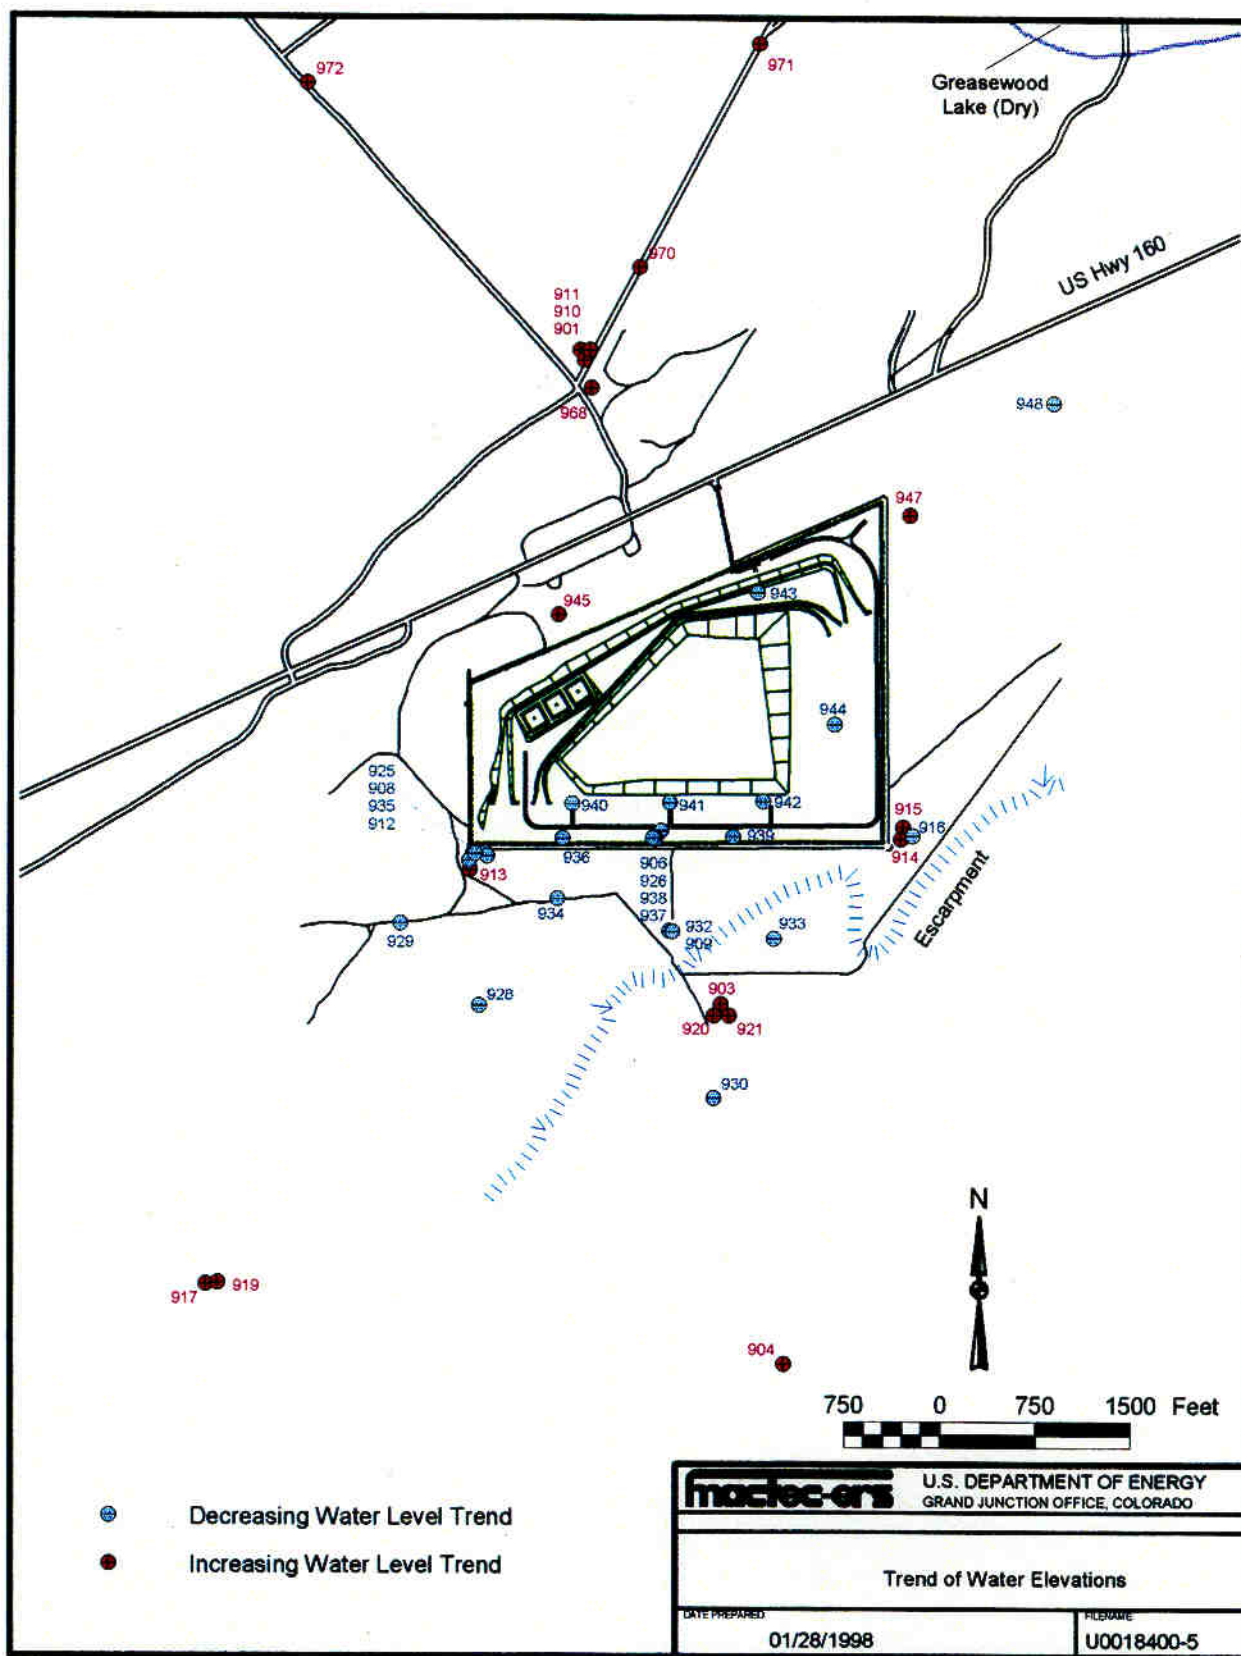 972
971
Greasewood
Lake (Dry)
970
US Hwy 160
911
910
901
968
948
947
943
945
944
925
908
935
912
940
941
942
915
916
936
906
939
914
913
926
938
937
934
932
933
909
929
Escarpment
928
903
920
921
930
N
917
919
904
750 0 750 1500 Feet
mactec-ers
U.S. DEPARTMENT OF ENERGY
GRAND JUNCTION OFFICE, COLORADO
Decreasing Water Level Trend
Increasing Water Level Trend
Trend of Water Elevations
DATE PREPARED:
FILENAME:
01/28/1998
U0018400-5